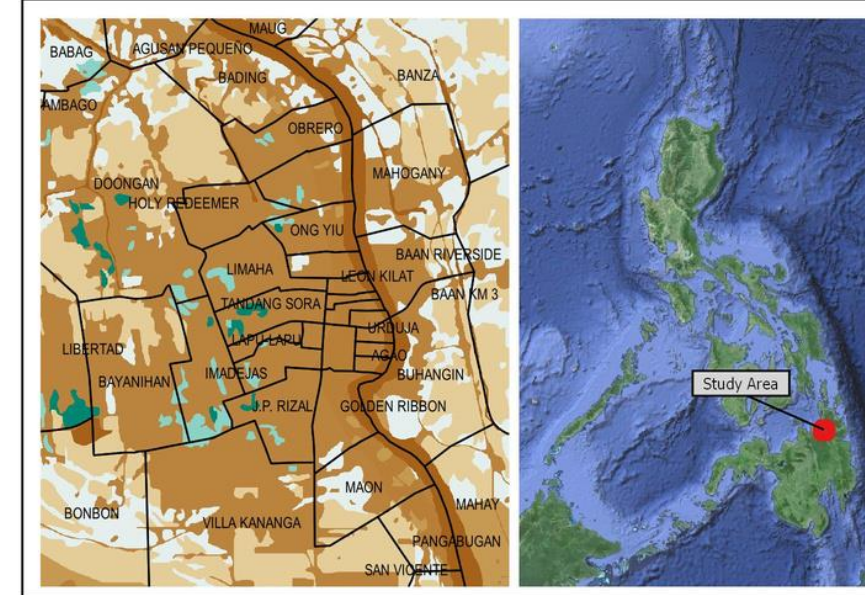 MAUG
BABAG
AGUSAN PEQUEÑO
BADING
BANZA
AMBAGO
OBRERO
MAHOGANY
DOONGAN
HOLY REDEEMER
ONG YIU
BAAN RIVERSIDE
LIMAHA
LEON KILAT
BAAN KM 3
TANDANG SORA
URDUJA
LAPU-LAPU
LIBERTAD
AGAO
BAYANIHAN
IMADEJAS
BUHANGIN
J.P. RIZAL
GOLDEN RIBBON
MAON
MAHAY
BONBON
VILLA KANANGA
PANGABUGAN
SAN VICENTE
Study Area